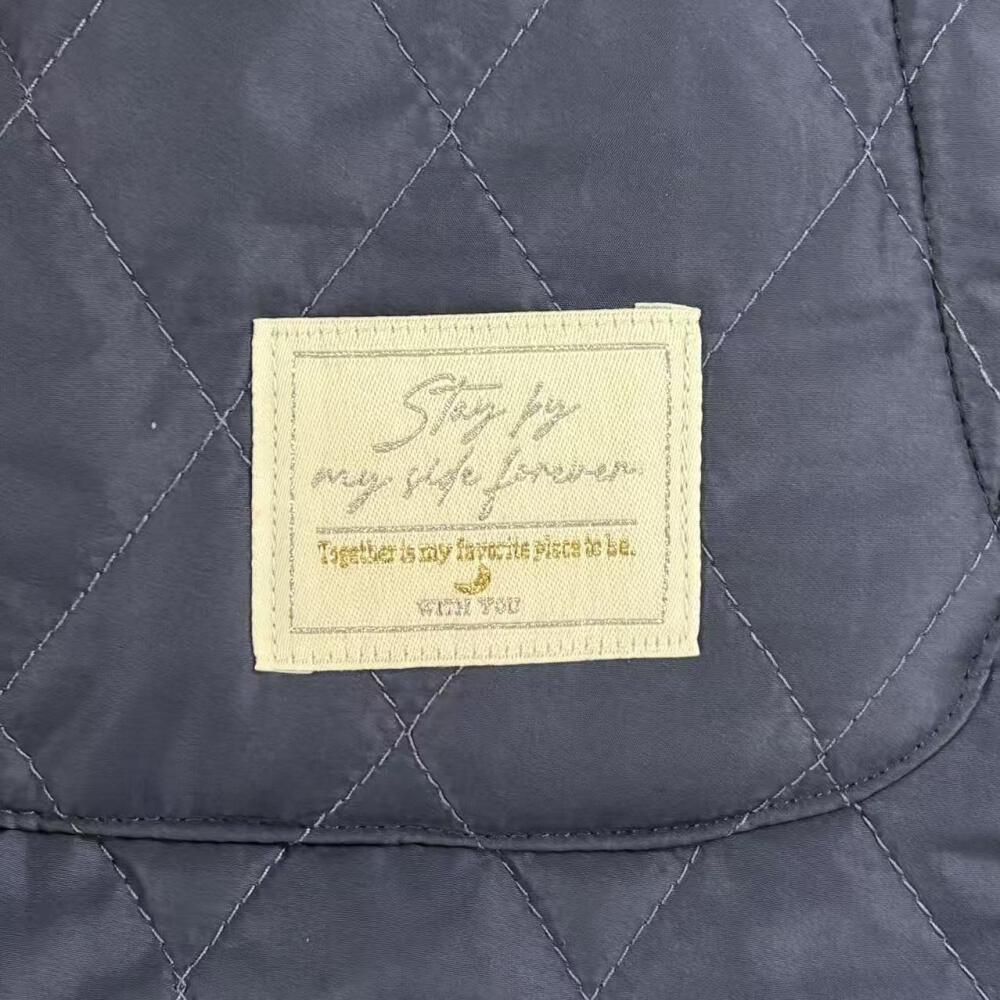 Stay by
my side forever.
Together is my favorite place to be.
WITH YOU